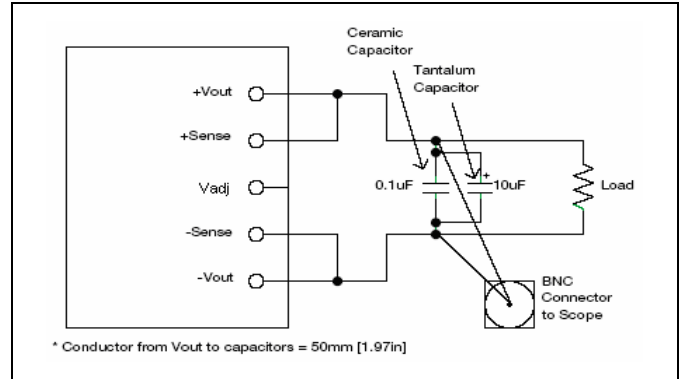 Ceramic
Capacitor
Tantalum
Capacitor
+Vout
+Sense
Vadj
-Sense
-Vout
0.1uF
+
10uF
Load
BNC
Connector
to Scope
* Conductor from Vout to capacitors = 50mm [1.97in]